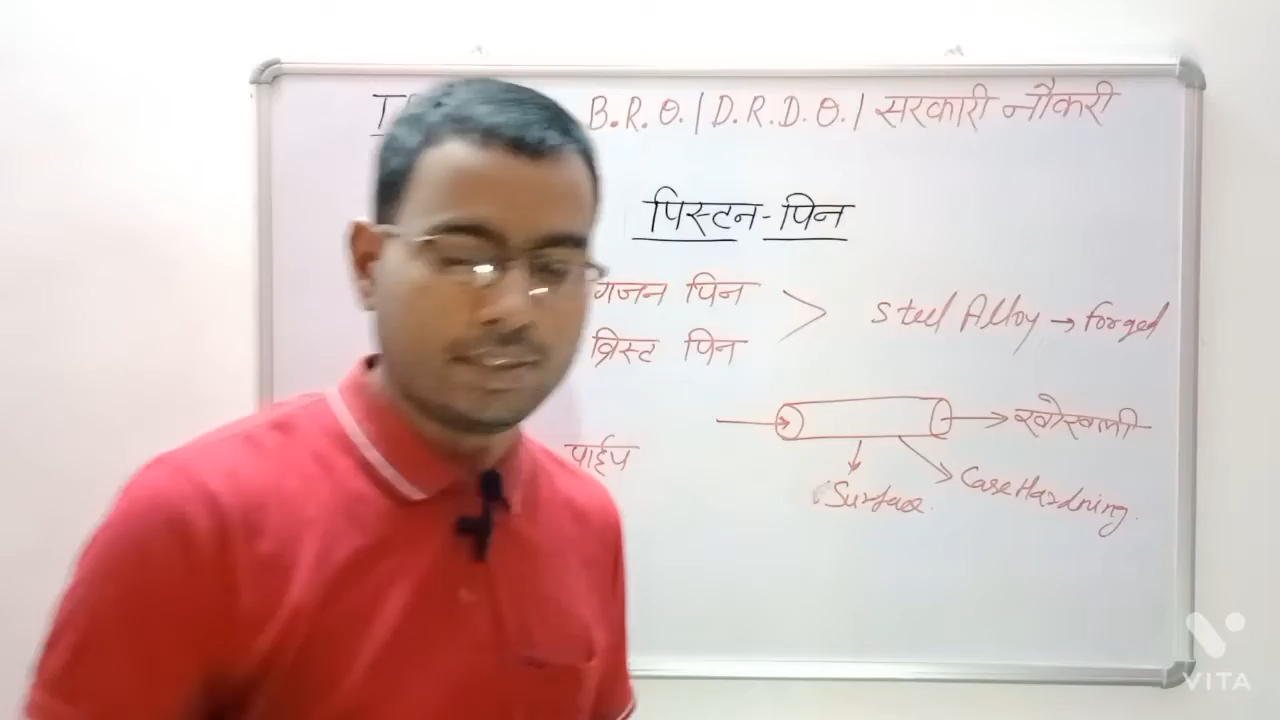 B.R.O. | D.R.D.O. | सरकारी नौकरी
पिस्टन-पिन
गजन पिन
व्रिस्ट पिन
Steel Alloy → forged
खोखली
पाईप
Surface.
Case Hardning.
VITA